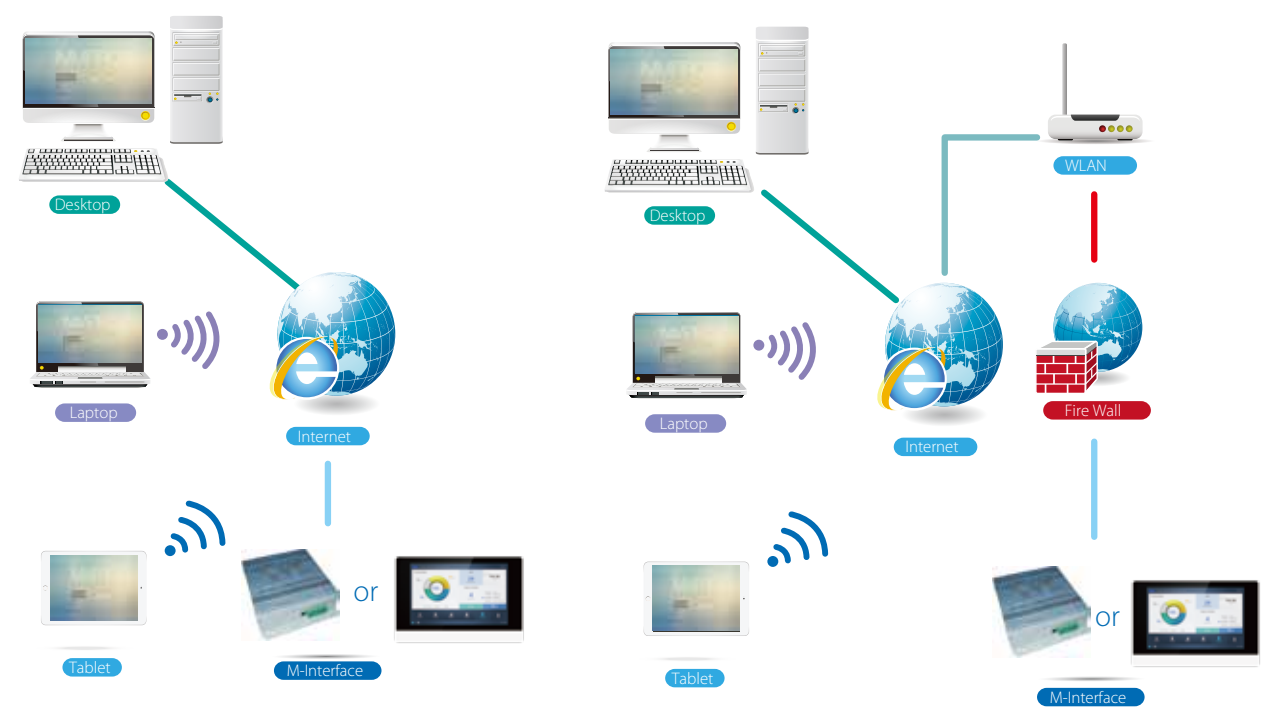 Desktop
Laptop
Internet
Tablet
or
M-Interface
Desktop
WLAN
Laptop
Internet
Fire Wall
Tablet
or
M-Interface